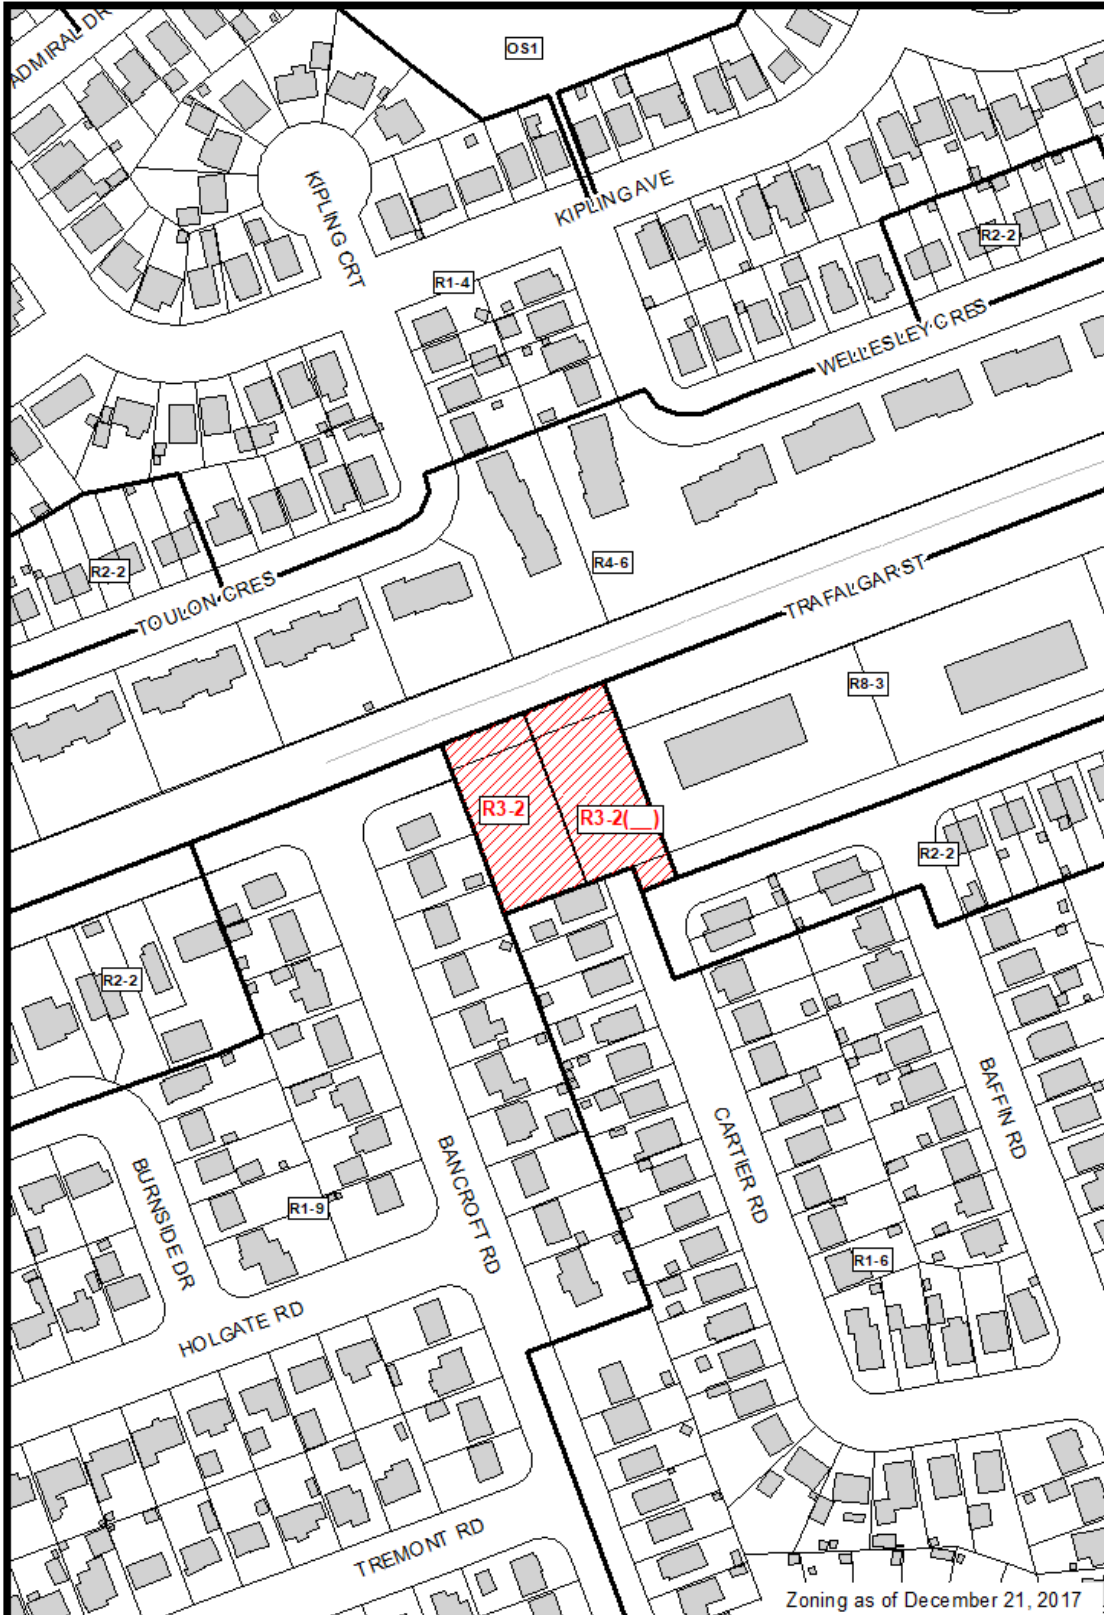 ADMIRAL DR
OS1
KIPLING CRT
KIPLING AVE
R2-2
R1-4
WELLESLEY CRES
R2-2
R4-6
TOULON CRES
TRAFALGAR ST
R8-3
R3-2
R3-2(__)
R2-2
R2-2
BURNSIDE DR
BANCROFT RD
CARTIER RD
BAFFIN RD
R1-9
R1-6
HOLGATE RD
TREMONT RD
Zoning as of December 21, 2017